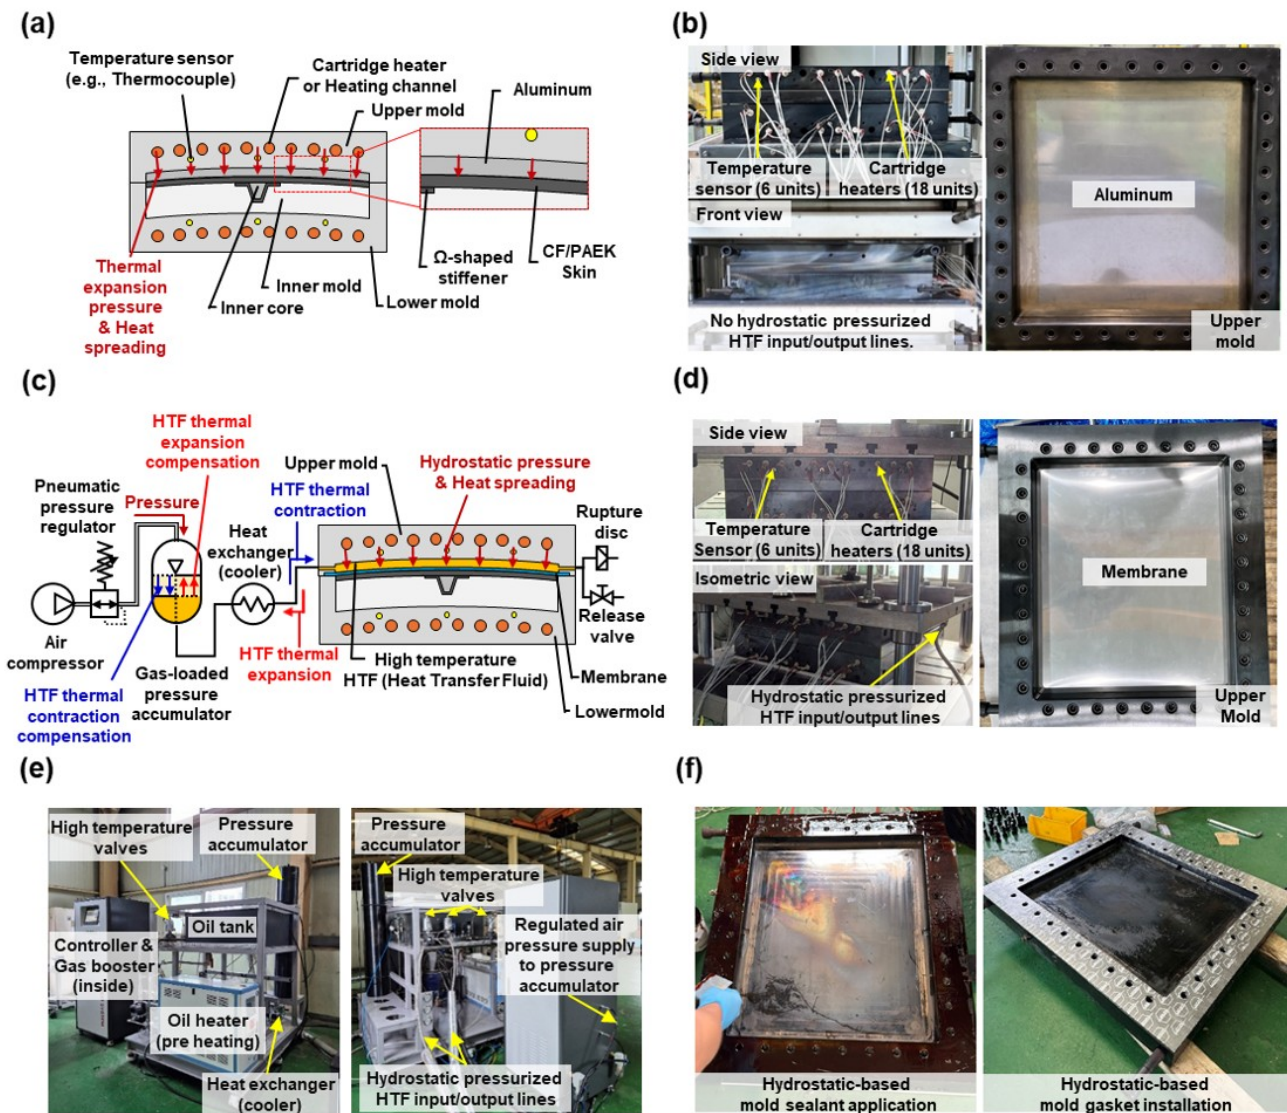 (a)
Temperature sensor
(e.g., Thermocouple)
Cartridge heater
or Heating channel
Upper mold
Aluminum
Thermal
expansion
pressure
& Heat
spreading
Inner core
Inner mold
Lower mold
Ω-shaped
stiffener
CF/PAEK
Skin
(b)
Side view
Temperature
sensor (6 units)
Cartridge
heaters (18 units)
Front view
No hydrostatic pressurized
HTF input/output lines.
Aluminum
Upper
mold
(c)
HTF thermal
expansion
compensation
Pneumatic
pressure
regulator
Pressure
HTF thermal
contraction
Upper mold
Hydrostatic pressure
& Heat spreading
Rupture
disc
Heat
exchanger
(cooler)
Air
compressor
Gas-loaded
pressure
accumulator
HTF thermal
contraction
compensation
HTF thermal
expansion
High temperature
HTF (Heat Transfer Fluid)
Release
valve
Membrane
Lowermold
(d)
Side view
Temperature
Sensor (6 units)
Cartridge
heaters (18 units)
Isometric view
Hydrostatic pressurized
HTF input/output lines
Membrane
Upper
Mold
(e)
High temperature
valves
Pressure
accumulator
Oil tank
Controller &
Gas booster
(inside)
Oil heater
(pre heating)
Heat exchanger
(cooler)
Pressure
accumulator
High temperature
valves
Regulated air
pressure supply
to pressure
accumulator
Hydrostatic pressurized
HTF input/output lines
(f)
Hydrostatic-based
mold sealant application
Hydrostatic-based
mold gasket installation